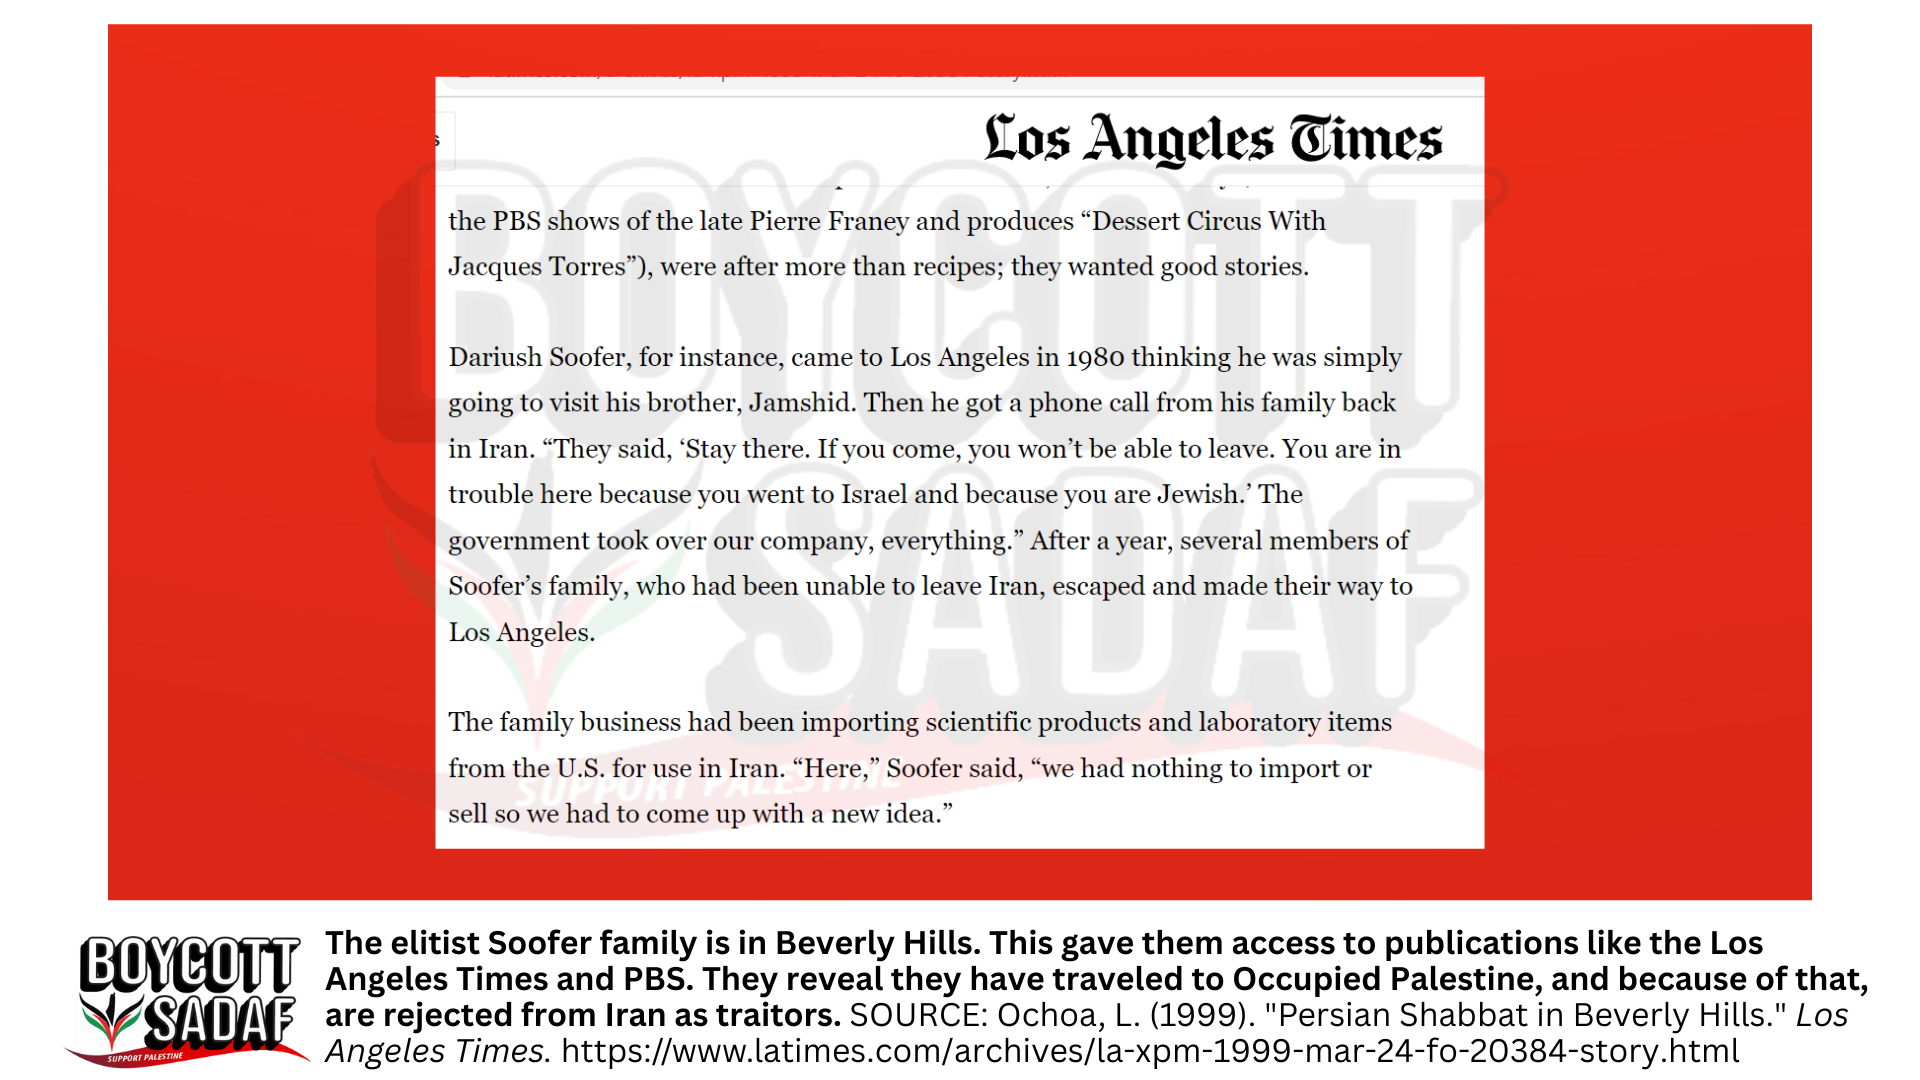 Los Angeles Times
s
the PBS shows of the late Pierre Franey and produces “Dessert Circus With
Jacques Torres”), were after more than recipes; they wanted good stories.
Dariush Soofer, for instance, came to Los Angeles in 1980 thinking he was simply
going to visit his brother, Jamshid. Then he got a phone call from his family back
in Iran. “They said, ‘Stay there. If you come, you won’t be able to leave. You are in
trouble here because you went to Israel and because you are Jewish.’ The
government took over our company, everything.” After a year, several members of
Soofer’s family, who had been unable to leave Iran, escaped and made their way to
Los Angeles.
The family business had been importing scientific products and laboratory items
from the U.S. for use in Iran. “Here,” Soofer said, “we had nothing to import or
sell so we had to come up with a new idea.”
BOYCOTT
SADAF
SUPPORT PALESTINE
BOYCOTT
SADAF
SUPPORT PALESTINE
The elitist Soofer family is in Beverly Hills. This gave them access to publications like the Los
Angeles Times and PBS. They reveal they have traveled to Occupied Palestine, and because of that,
are rejected from Iran as traitors. SOURCE: Ochoa, L. (1999). "Persian Shabbat in Beverly Hills." Los
Angeles Times. https://www.latimes.com/archives/la-xpm-1999-mar-24-fo-20384-story.html